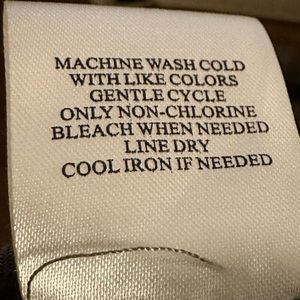 MACHINE WASH COLD
WITH LIKE COLORS
GENTLE CYCLE
ONLY NON-CHLORINE
BLEACH WHEN NEEDED
LINE DRY
COOL IRON IF NEEDED